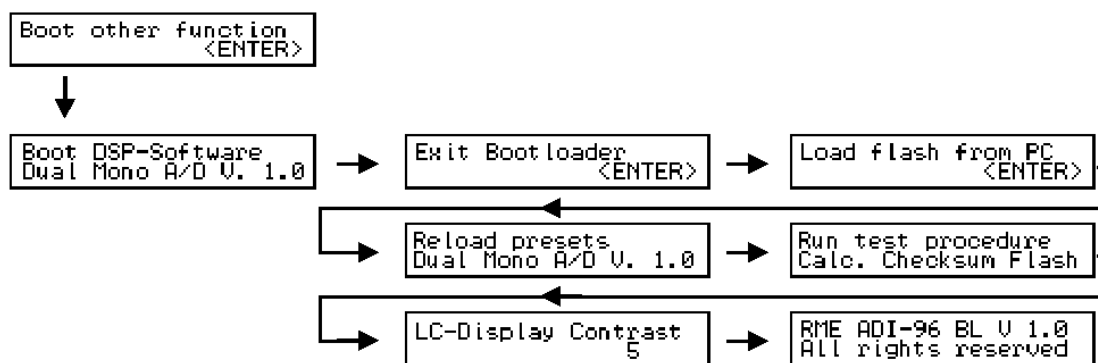 Boot other function
<ENTER>
Boot DSP-Software
Dual Mono A/D V. 1.0
Exit Bootloader
<ENTER>
Load flash from PC
<ENTER>
Reload presets
Dual Mono A/D V. 1.0
Run test procedure
Calc. Checksum Flash
LC-Display Contrast
5
RME ADI-96 BL V 1.0
All rights reserved